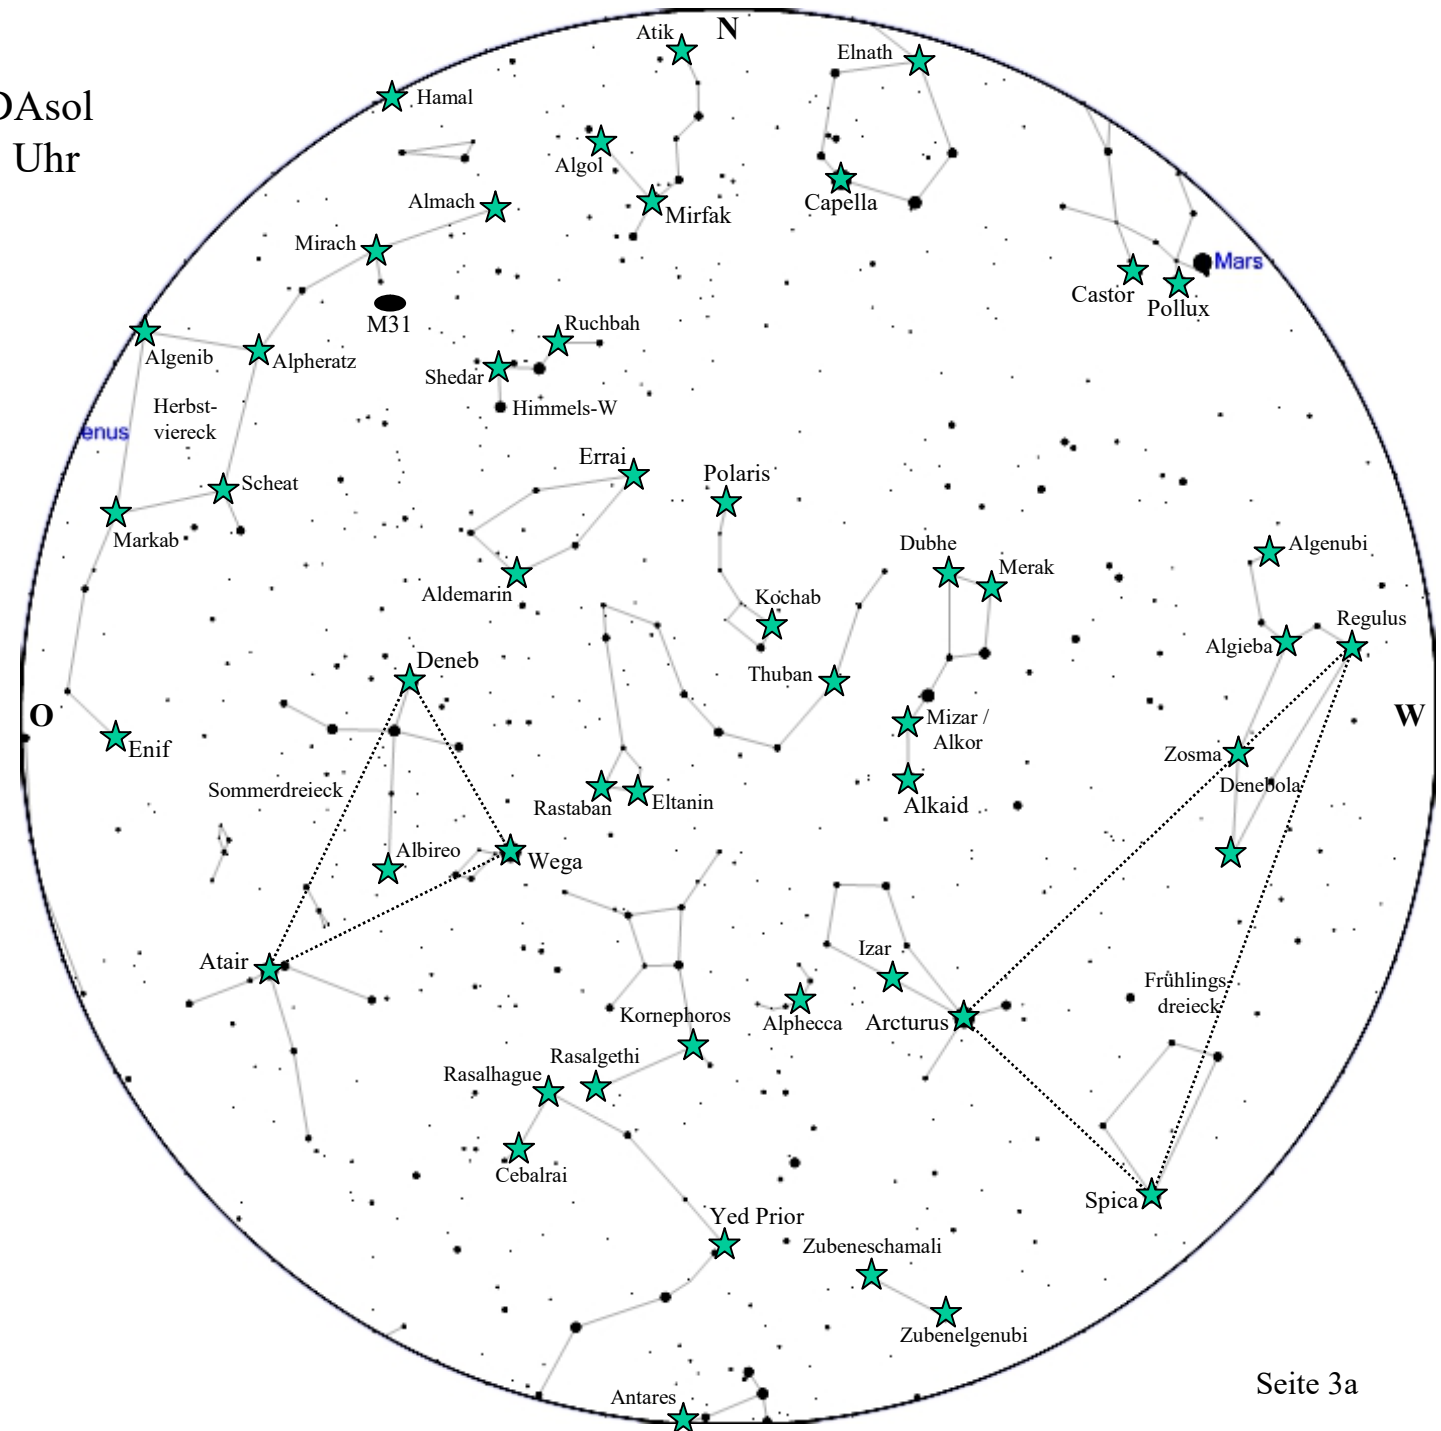 N
Atik
Elnath
DAsol
Uhr
Hamal
Algol
Almach
Mirfak
Capella
Mirach
Mars
Castor
Pollux
M31
Ruchbah
Algenib
Alpheratz
Shedar
Himmels-W
Herbst-
viereck
enus
Errai
Polaris
Scheat
Markab
Dubhe
Merak
Algenubi
Aldemarin
Kochab
Regulus
Algieba
Deneb
Thuban
O
W
Mizar /
Alkor
Enif
Zosma
Sommerdreieck
Denebola
Rastaban
Eltanin
Alkaid
Albireo
Wega
Izar
Atair
Frühlings-
dreieck
Kornephoros
Alphecca
Arcturus
Rasalgethi
Rasalhague
Cebalrai
Spica
Yed Prior
Zubeneschamali
Zubenelgenubi
Antares
Seite 3a